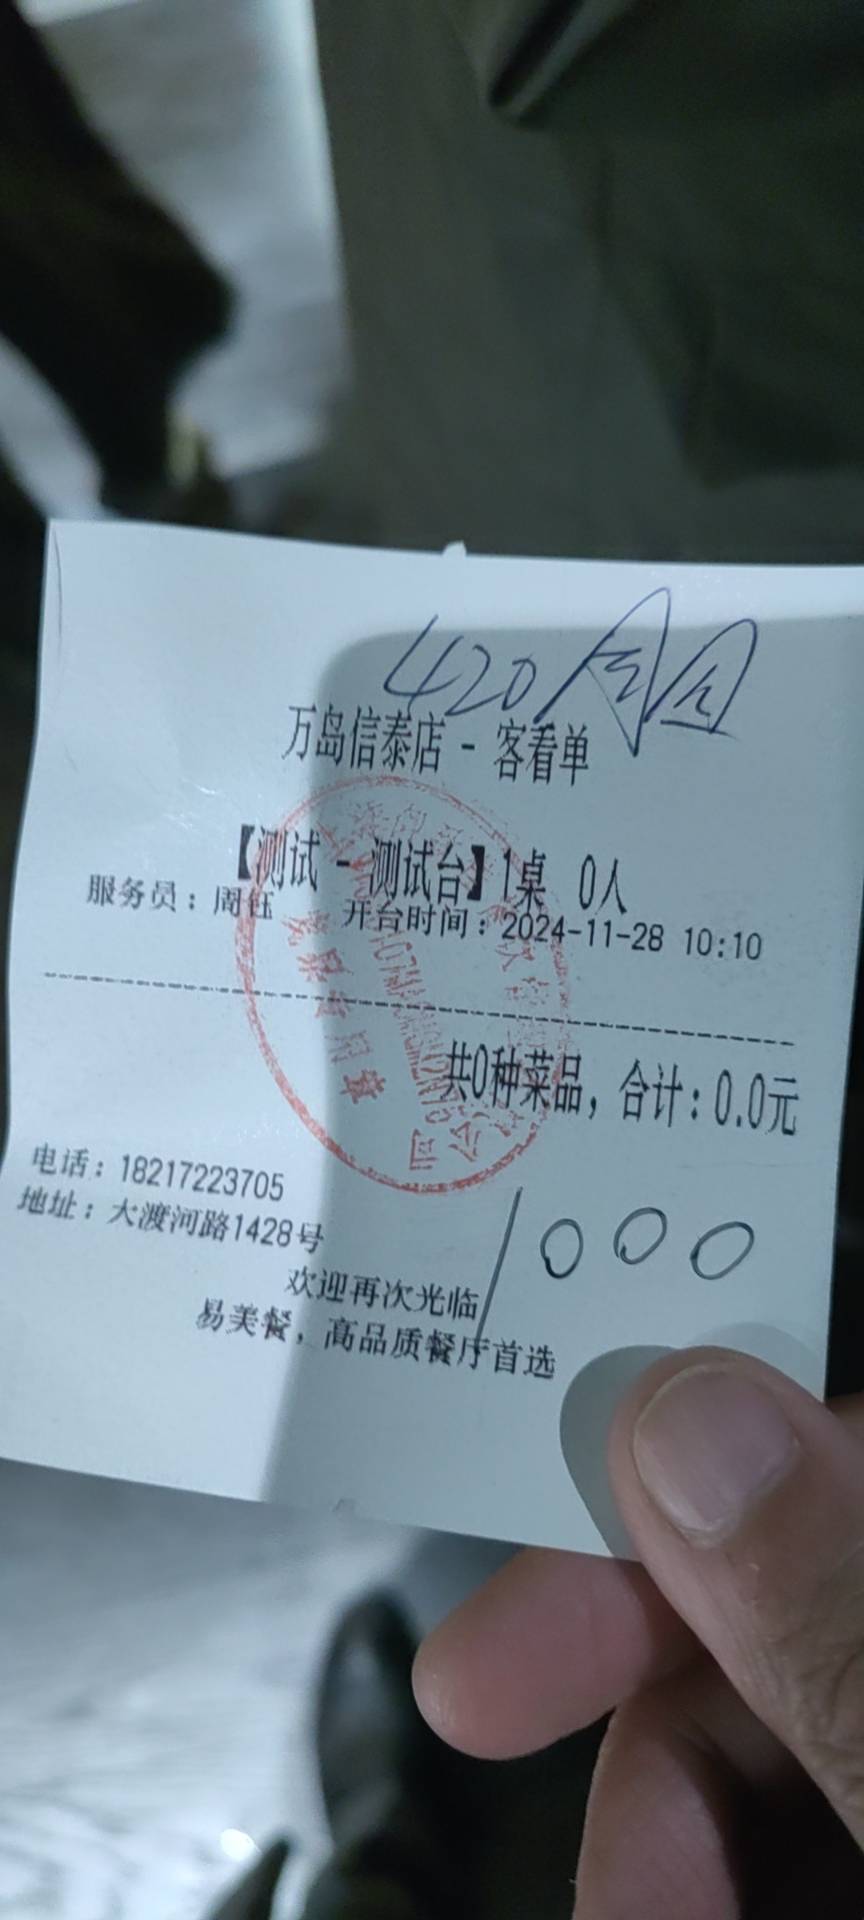 420
万岛信泰店 - 客看单
【测试 - 测试台】1桌 0人
服务员：周钰 开台时间：2024-11-28 10:10
共0种菜品，合计：0.0元
电话：18217223705
地址：大渡河路1428号
1000
欢迎再次光临
易美餐，高品质餐厅首选